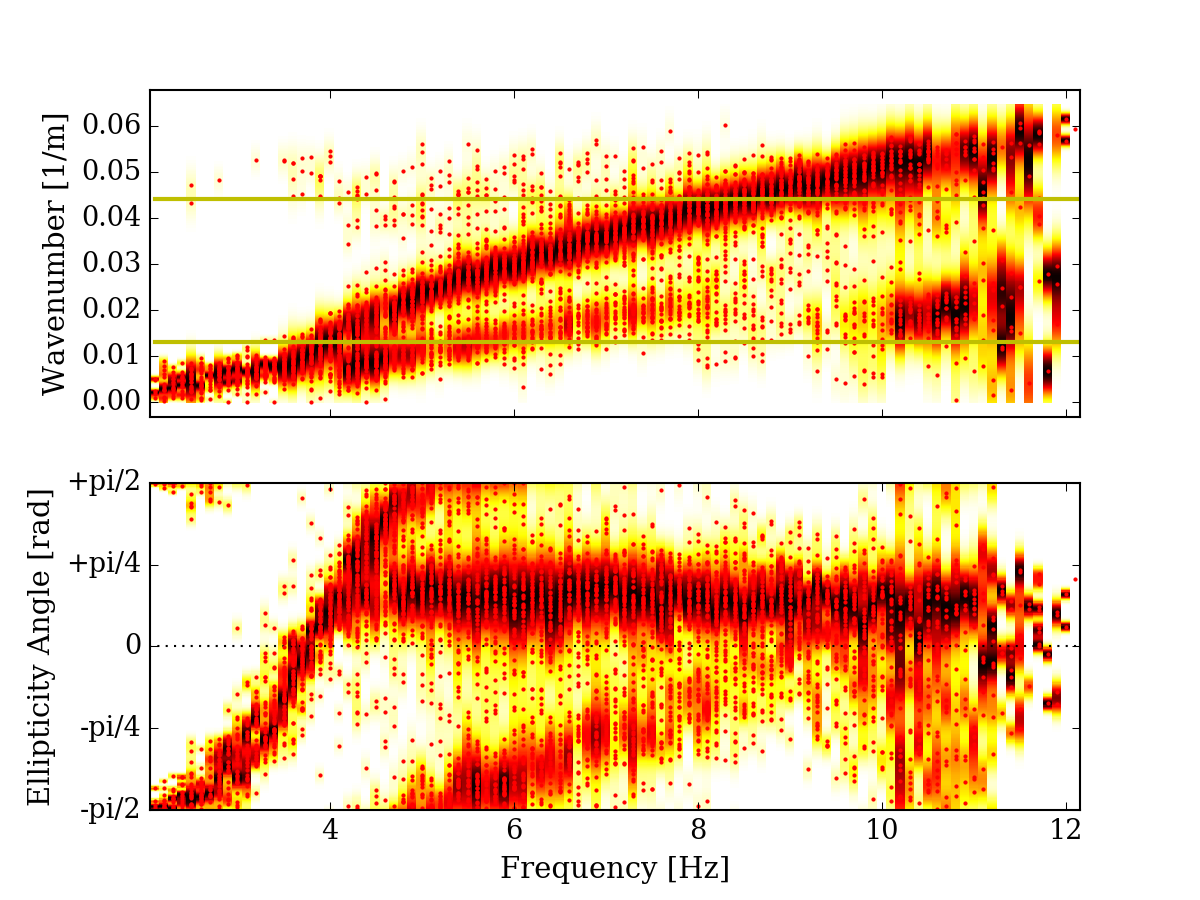 0.06
0.05
0.04
0.03
0.02
0.01
0.00
Wavenumber [1/m]
+pi/2
+pi/4
0
-pi/4
-pi/2
Ellipticity Angle [rad]
4 6 8 10 12
Frequency [Hz]